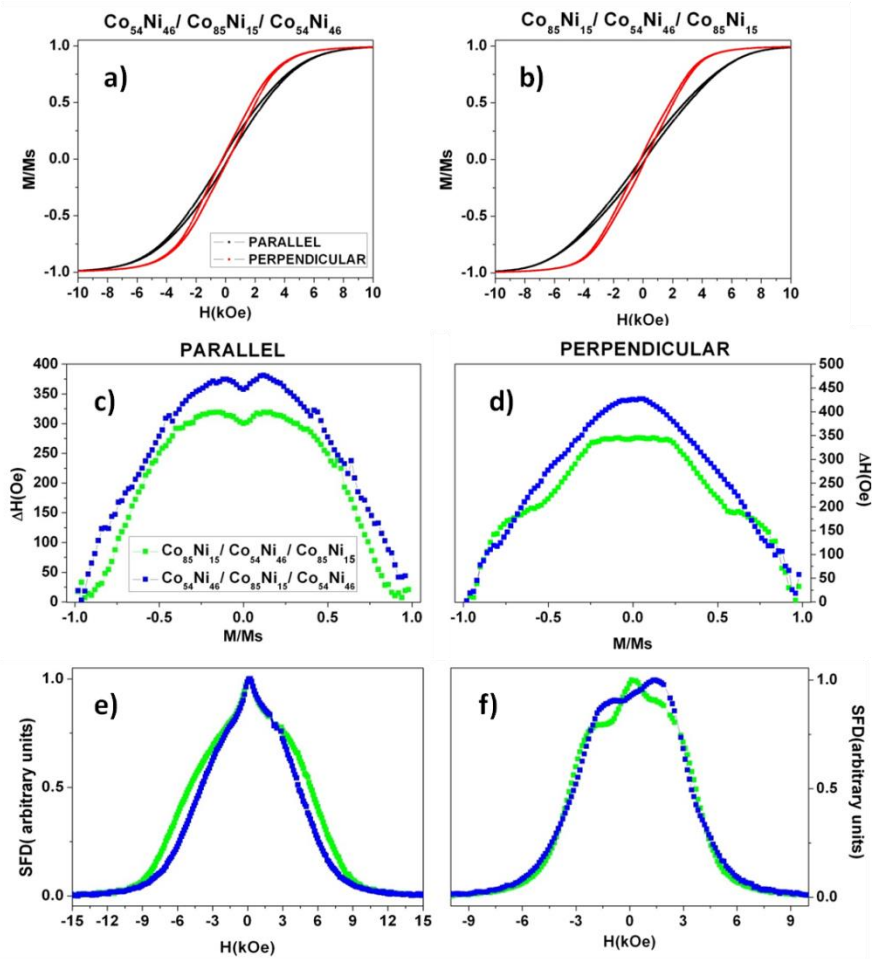 Co₅₄Ni₄₆/ Co₈₅Ni₁₅/ Co₅₄Ni₄₆
Co₈₅Ni₁₅/ Co₅₄Ni₄₆/ Co₈₅Ni₁₅
a)
1.0
0.5
0.0
-0.5
-1.0
M/Ms
PARALLEL
PERPENDICULAR
-10 -8 -6 -4 -2 0 2 4 6 8 10
H(kOe)
b)
1.0
0.5
0.0
-0.5
-1.0
M/Ms
-10 -8 -6 -4 -2 0 2 4 6 8 10
H(kOe)
PARALLEL
c)
400
350
300
250
200
150
100
50
0
ΔH(Oe)
Co₈₅Ni₁₅/ Co₅₄Ni₄₆/ Co₈₅Ni₁₅
Co₅₄Ni₄₆/ Co₈₅Ni₁₅/ Co₅₄Ni₄₆
-1.0 -0.5 0.0 0.5 1.0
M/Ms
PERPENDICULAR
d)
500
450
400
350
300
250
200
150
100
50
0
ΔH(Oe)
-1.0 -0.5 0.0 0.5 1.0
M/Ms
e)
1.0
0.5
0.0
SFD( arbitrary units)
-15 -12 -9 -6 -3 0 3 6 9 12 15
H(kOe)
f)
1.0
0.5
0.0
SFD(arbitrary units)
-9 -6 -3 0 3 6 9
H(kOe)